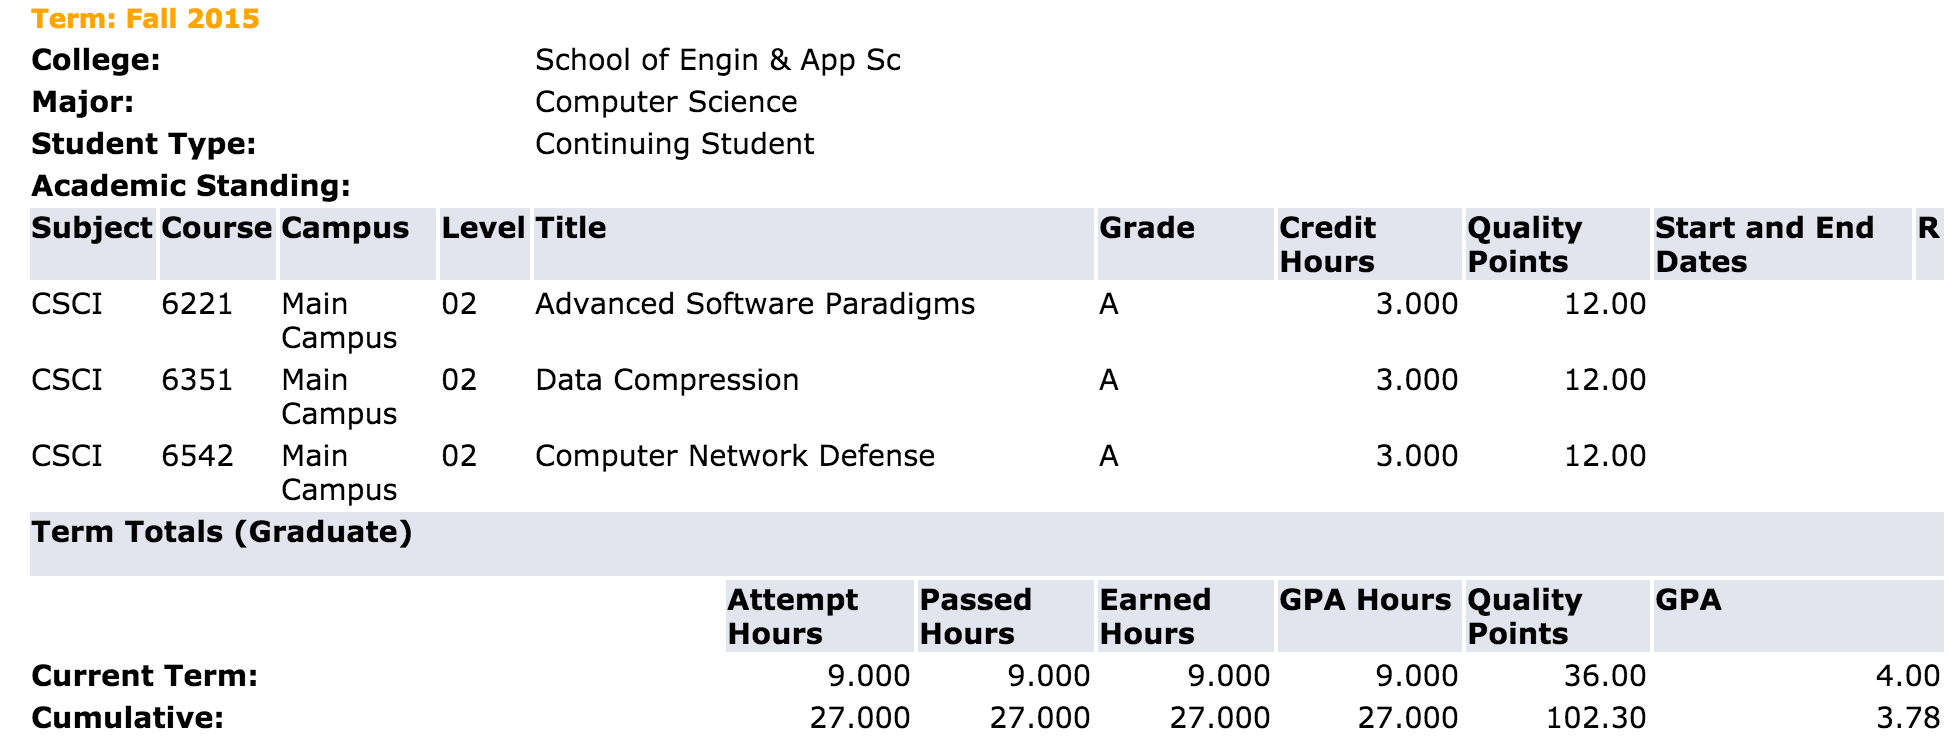 Term: Fall 2015
College: School of Engin & App Sc
Major: Computer Science
Student Type: Continuing Student
Academic Standing:
Subject Course Campus Level Title Grade Credit Hours Quality Points Start and End Dates R
CSCI 6221 Main Campus 02 Advanced Software Paradigms A 3.000 12.00
CSCI 6351 Main Campus 02 Data Compression A 3.000 12.00
CSCI 6542 Main Campus 02 Computer Network Defense A 3.000 12.00
Term Totals (Graduate)
Attempt Hours Passed Hours Earned Hours GPA Hours Quality Points GPA
Current Term: 9.000 9.000 9.000 9.000 36.00 4.00
Cumulative: 27.000 27.000 27.000 27.000 102.30 3.78